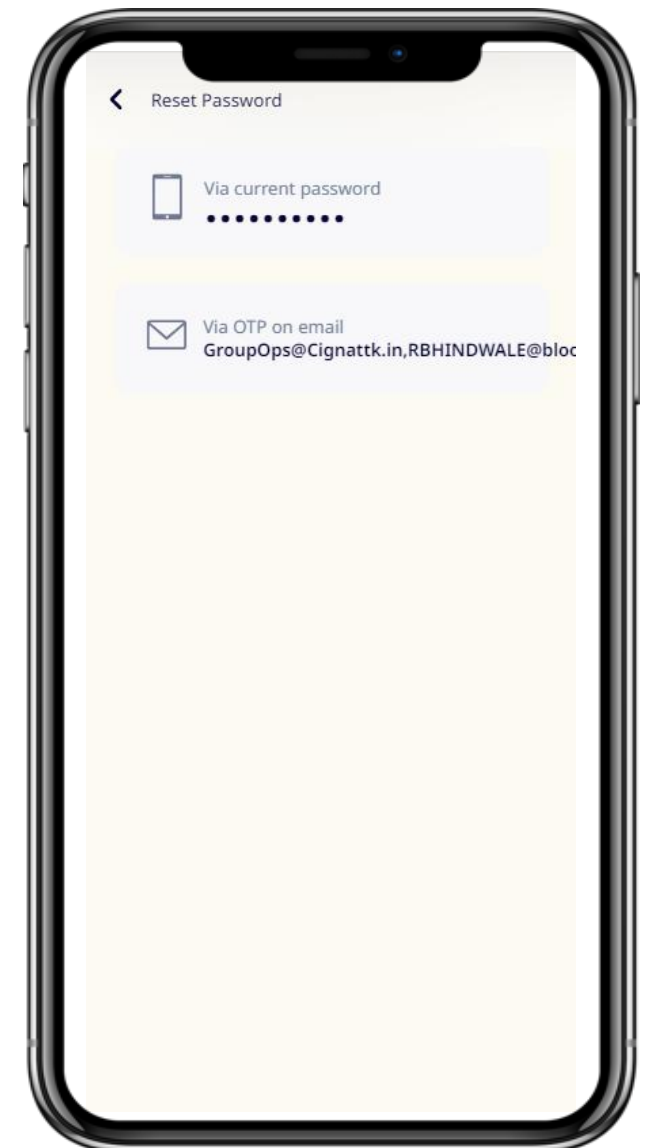 Reset Password
Via current password
••••••••••
Via OTP on email
GroupOps@Cignattk.in,RBHINDWALE@bloc